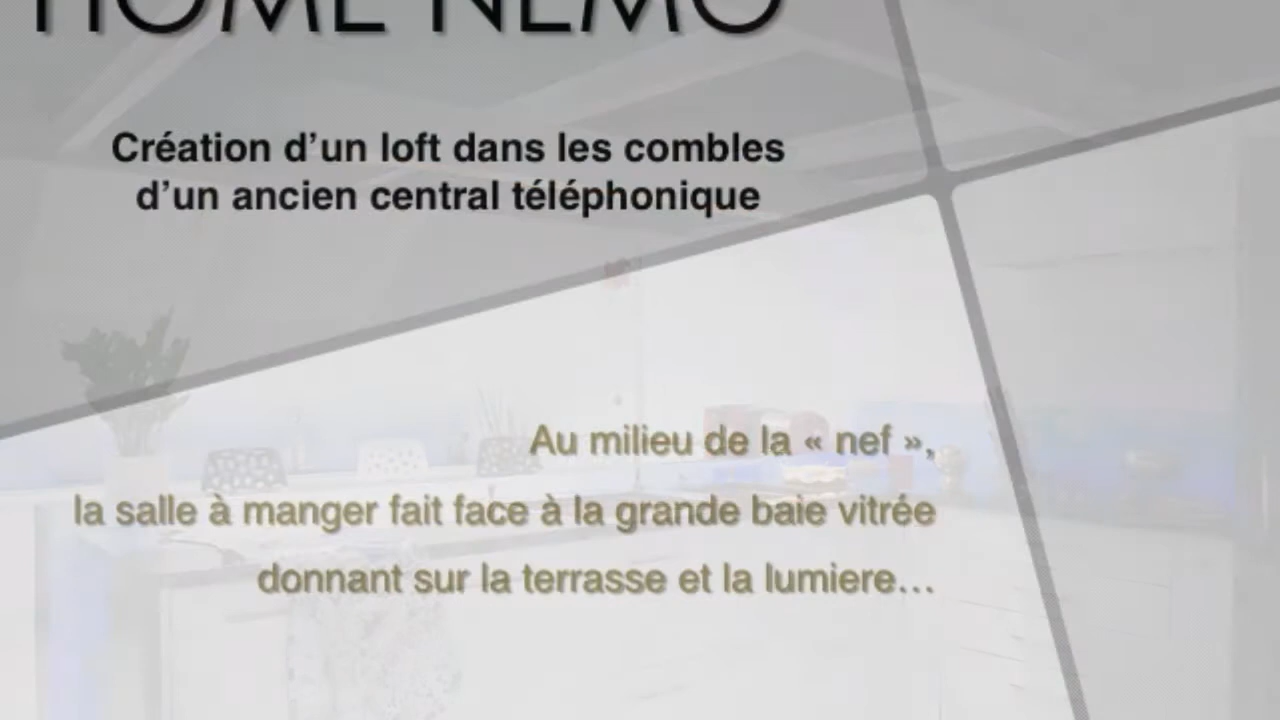 HOME NEMO
Création d’un loft dans les combles
d’un ancien central téléphonique
Au milieu de la « nef »,
la salle à manger fait face à la grande baie vitrée
donnant sur la terrasse et la lumiere…